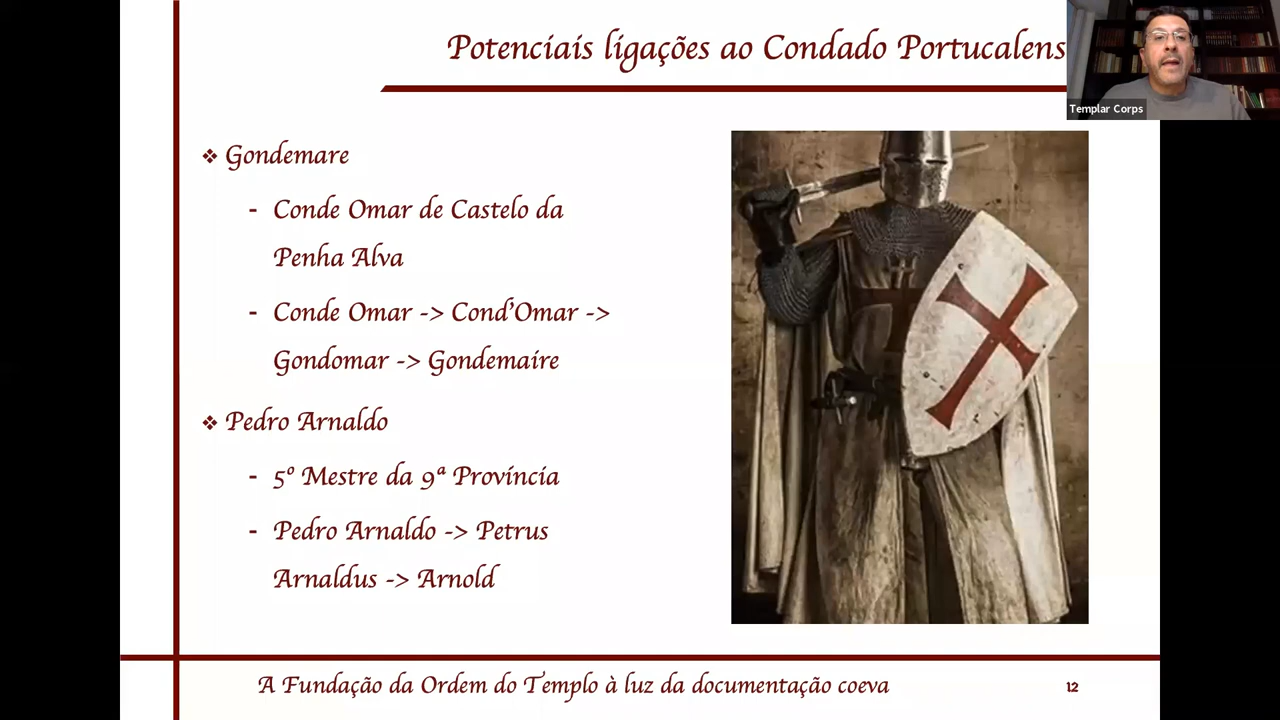 Potenciais ligações ao Condado Portucalens
Templar Corps
❖ Gondemare
- Conde Omar de Castelo da
Penha Alva
- Conde Omar -> Cond'Omar ->
Gondomar -> Gondemaire
❖ Pedro Arnaldo
- 5º Mestre da 9ª Província
- Pedro Arnaldo -> Petrus
Arnaldus -> Arnold
A Fundação da Ordem do Templo à luz da documentação coeva
12